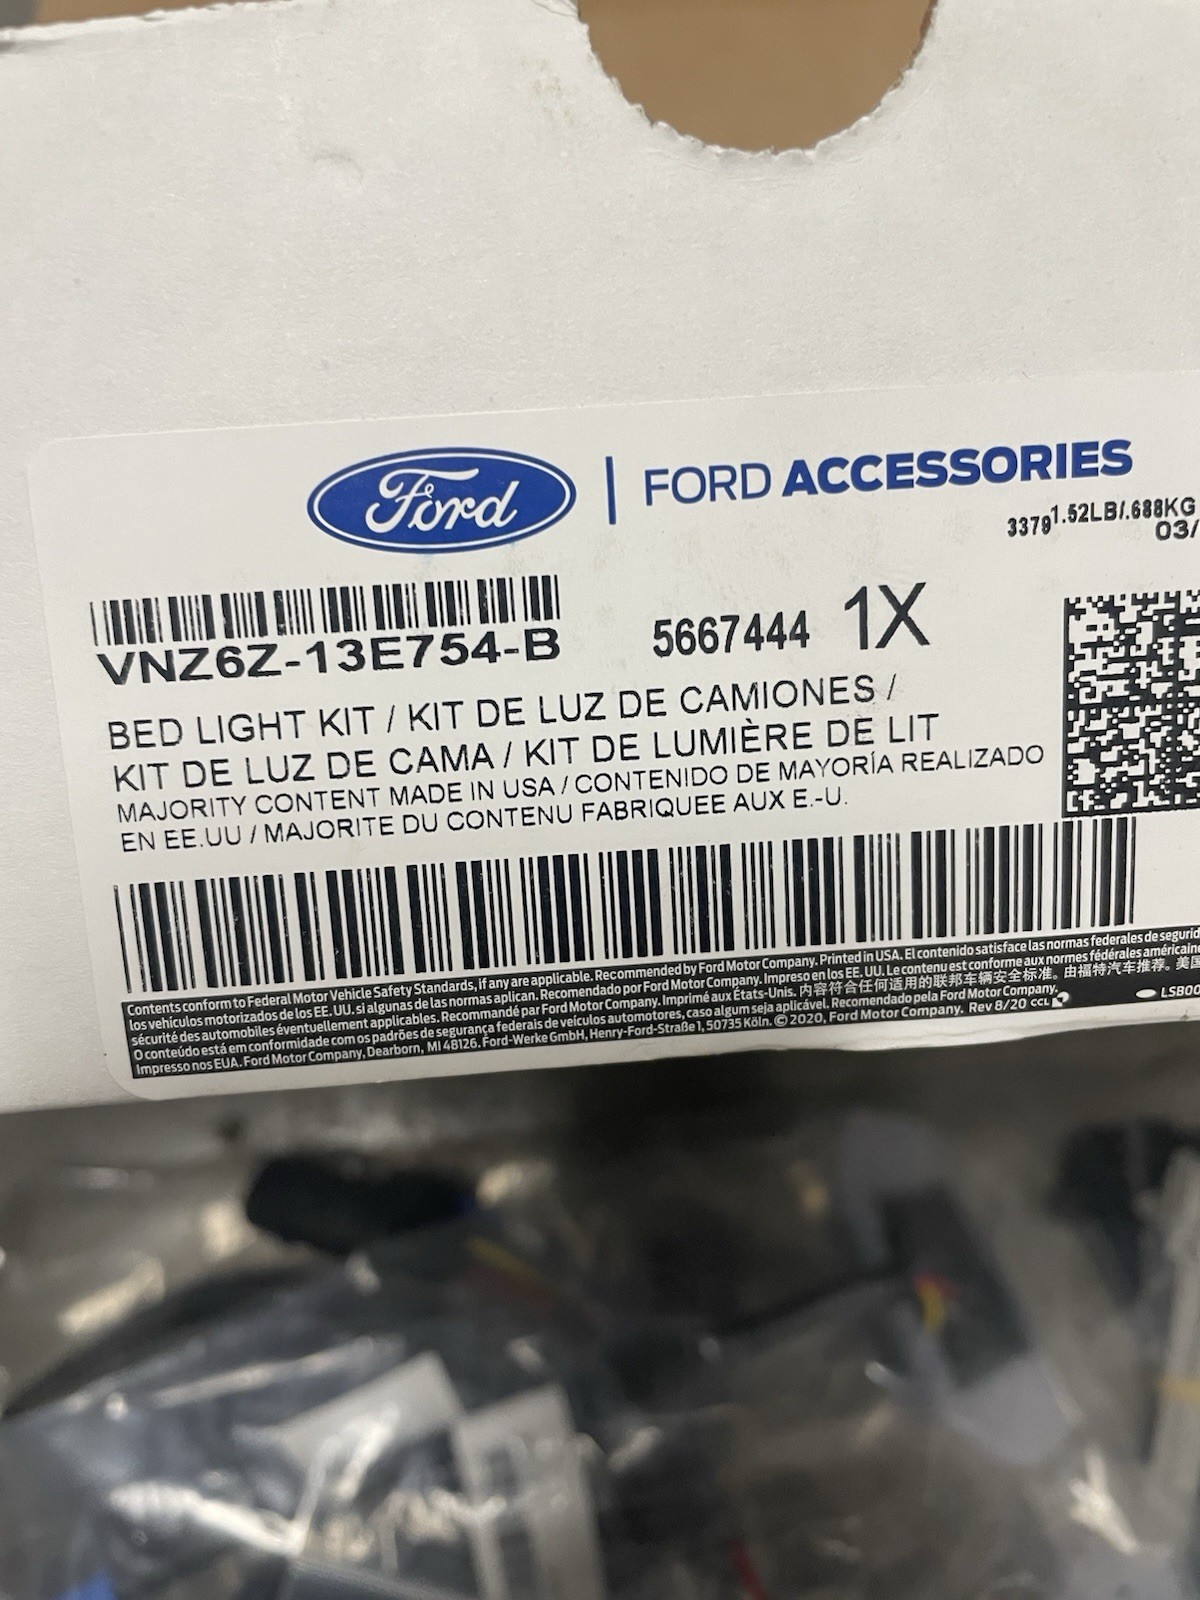 Ford | FORD ACCESSORIES
3379 1.52LB/.688KG
03/
VNZ6Z-13E754-B 5667444 1X
BED LIGHT KIT / KIT DE LUZ DE CAMIONES /
KIT DE LUZ DE CAMA / KIT DE LUMIÈRE DE LIT
MAJORITY CONTENT MADE IN USA / CONTENIDO DE MAYORÍA REALIZADO
EN EE.UU / MAJORITE DU CONTENU FABRIQUEE AUX E.-U.
Contents conform to Federal Motor Vehicle Safety Standards, if any are applicable. Recommended by Ford Motor Company. Printed in USA. El contenido satisface las normas federales de segurid
los vehículos motorizados de los EE. UU. si algunas de las normas aplican. Recomendado por Ford Motor Company. Impreso en los EE. UU. Le contenu est conforme aux normes fédérales américaine
sécurité des automobiles éventuellement applicables. Recommandé par Ford Motor Company. Imprimé aux États-Unis. 内容符合任何适用的联邦车辆安全标准。由福特汽车推荐。美国
O conteúdo está em conformidade com os padrões de segurança federais de veículos automotores, caso algum seja aplicável. Recomendado pela Ford Motor Company.
Impresso nos EUA. Ford Motor Company, Dearborn, MI 48126. Ford-Werke GmbH, Henry-Ford-Straße 1, 50735 Köln. © 2020, Ford Motor Company. Rev 8/20 CCL LSB00